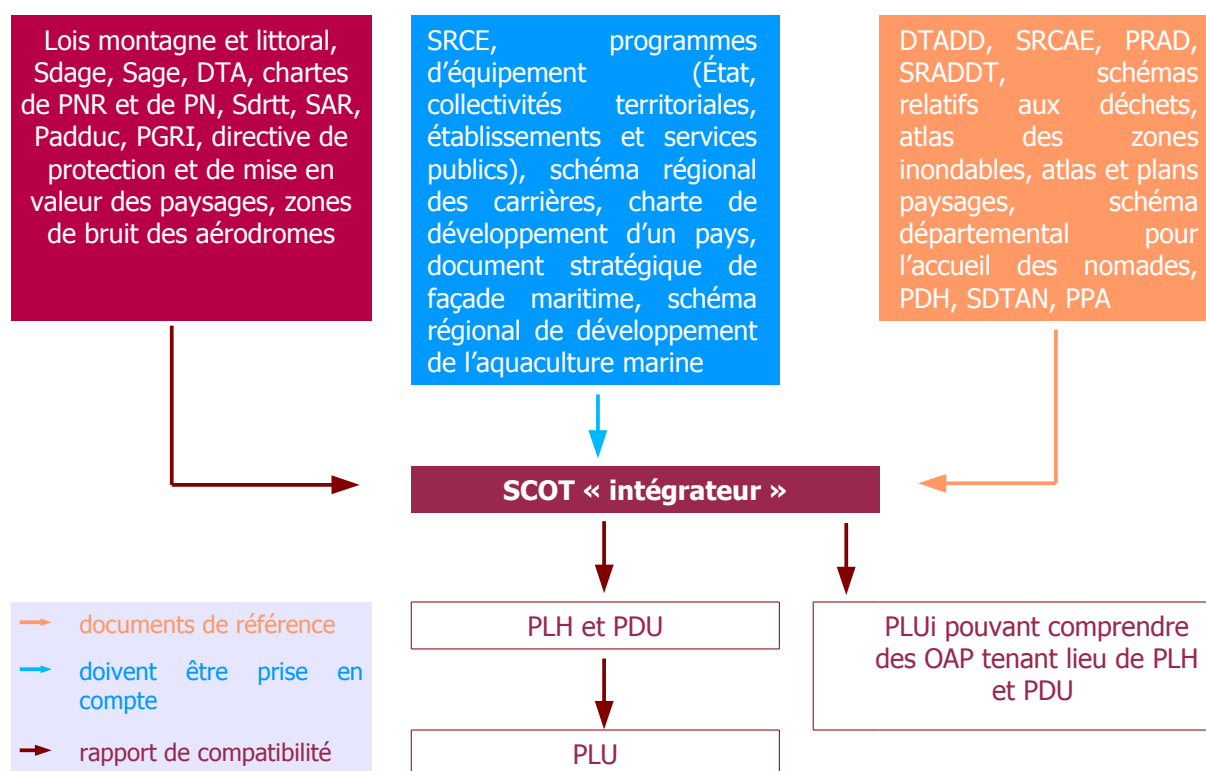 Lois montagne et littoral,
Sdage, Sage, DTA, chartes
de PNR et de PN, Sdrtt, SAR,
Padduc, PGRI, directive de
protection et de mise en
valeur des paysages, zones
de bruit des aérodromes
SRCE, programmes
d’équipement (État,
collectivités territoriales,
établissements et services
publics), schéma régional
des carrières, charte de
développement d’un pays,
document stratégique de
façade maritime, schéma
régional de développement
de l’aquaculture marine
DTADD, SRCAE, PRAD,
SRADDT, schémas
relatifs aux déchets,
atlas des zones
inondables, atlas et plans
paysages, schéma
départemental pour
l’accueil des nomades,
PDH, SDTAN, PPA
SCOT « intégrateur »
PLH et PDU
PLUi pouvant comprendre
des OAP tenant lieu de PLH
et PDU
PLU
documents de référence
doivent être prise en
compte
rapport de compatibilité